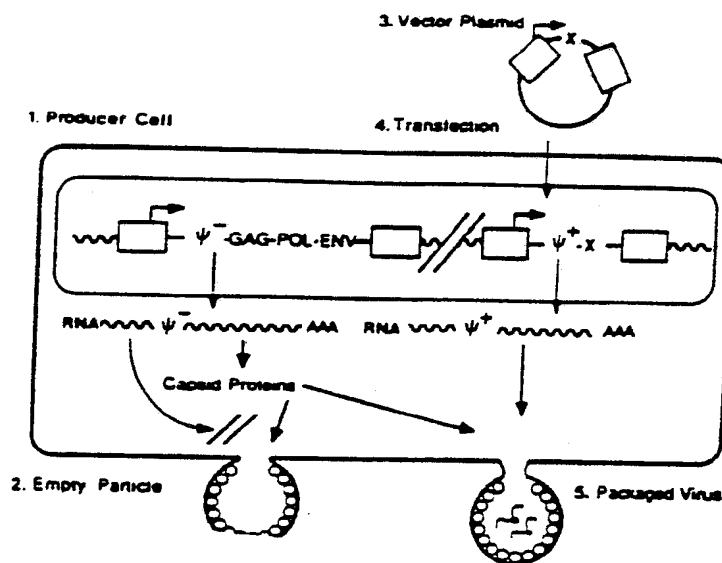 3. Vector Plasmid
X
1. Producer Cell
4. Transfection
ψ⁻-GAG-POL-ENV
ψ⁺-X
RNA ψ⁻ AAA
RNA ψ⁺ AAA
Capsid Proteins
2. Empty Particle
5. Packaged Virus